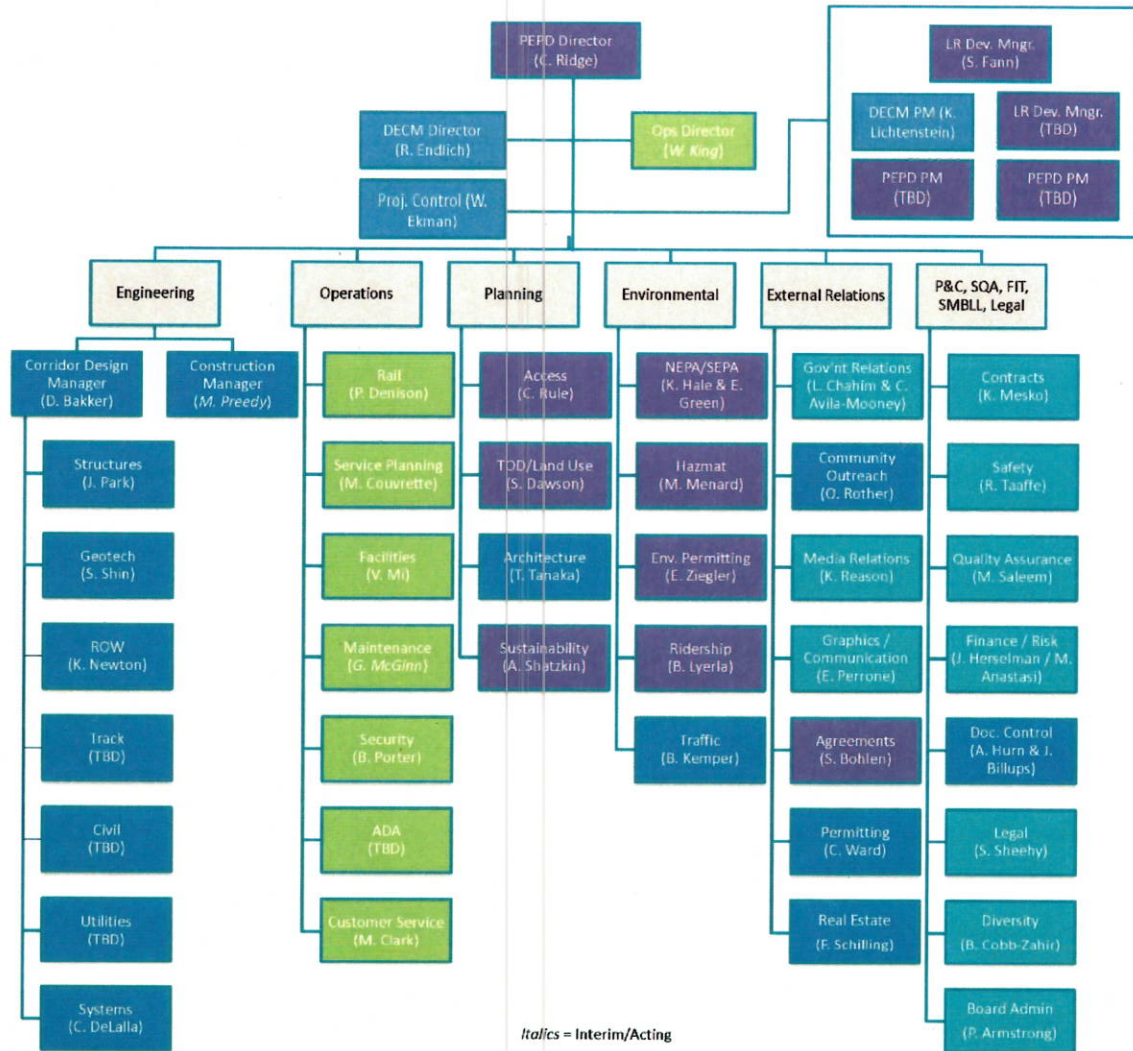 PEPD Director
(C. Ridge)
DECM Director
(R. Endlich)
Ops Director
(W. King)
Proj. Control (W.
Ekman)
LR Dev. Mngr.
(S. Fann)
DECM PM (K.
Lichtenstein)
LR Dev. Mngr.
(TBD)
PEPD PM
(TBD)
PEPD PM
(TBD)
Engineering
Operations
Planning
Environmental
External Relations
P&C, SQA, FIT,
SMBLL, Legal
Corridor Design
Manager
(D. Bakker)
Construction
Manager
(M. Preedy)
Structures
(J. Park)
Geotech
(S. Shin)
ROW
(K. Newton)
Track
(TBD)
Civil
(TBD)
Utilities
(TBD)
Systems
(C. DeLalla)
Rail
(P. Denison)
Service Planning
(M. Couvrette)
Facilities
(V. Mi)
Maintenance
(G. McGinn)
Security
(B. Porter)
ADA
(TBD)
Customer Service
(M. Clark)
Access
(C. Rule)
TOD/Land Use
(S. Dawson)
Architecture
(T. Tanaka)
Sustainability
(A. Shatzkin)
NEPA/SEPA
(K. Hale & E.
Green)
Hazmat
(M. Menard)
Env. Permitting
(E. Ziegler)
Ridership
(B. Lyerla)
Traffic
(B. Kemper)
Gov'nt Relations
(L. Chahim & C.
Avila-Mooney)
Community
Outreach
(O. Rother)
Media Relations
(K. Reason)
Graphics /
Communication
(E. Perrone)
Agreements
(S. Bohlen)
Permitting
(C. Ward)
Real Estate
(F. Schilling)
Contracts
(K. Mesko)
Safety
(R. Taaffe)
Quality Assurance
(M. Saleem)
Finance / Risk
(J. Herselman / M.
Anastasi)
Doc. Control
(A. Hurn & J.
Billups)
Legal
(S. Sheehy)
Diversity
(B. Cobb-Zahir)
Board Admin
(P. Armstrong)
Italics = Interim/Acting